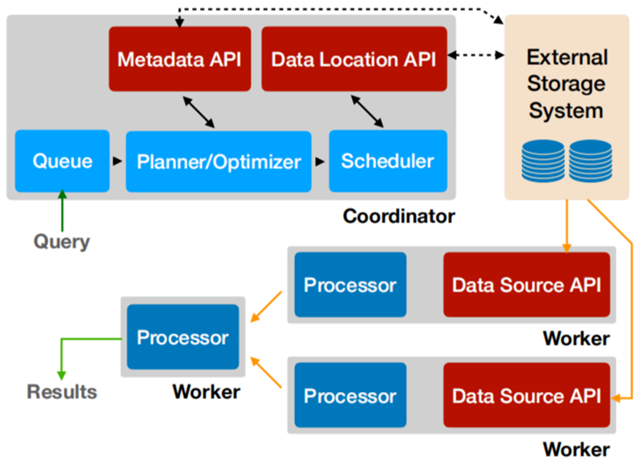 Metadata API
Data Location API
External
Storage
System
Queue
Planner/Optimizer
Scheduler
Coordinator
Query
Processor
Data Source API
Worker
Processor
Worker
Results
Processor
Data Source API
Worker